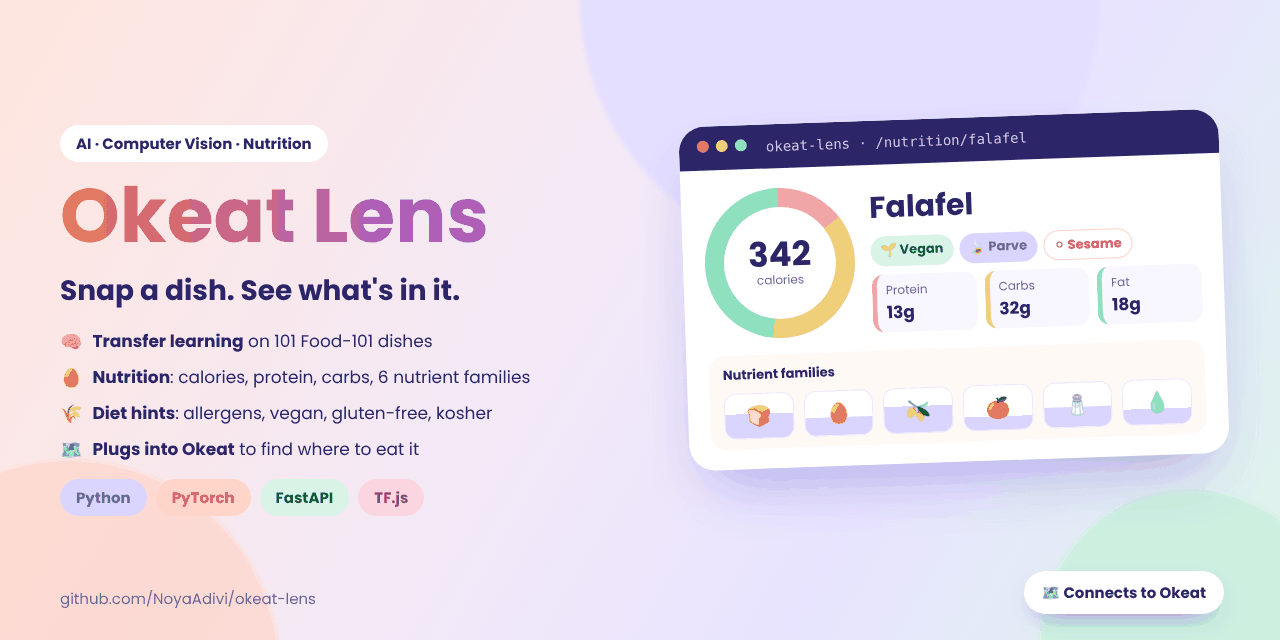 AI · Computer Vision · Nutrition
Okeat Lens
Snap a dish. See what's in it.
Transfer learning on 101 Food-101 dishes
Nutrition: calories, protein, carbs, 6 nutrient families
Diet hints: allergens, vegan, gluten-free, kosher
Plugs into Okeat to find where to eat it
Python PyTorch FastAPI TF.js
github.com/NoyaAdivi/okeat-lens
okeat-lens · /nutrition/falafel
342
calories
Falafel
Vegan Parve Sesame
Protein Carbs Fat
13g 32g 18g
Nutrient families
Connects to Okeat